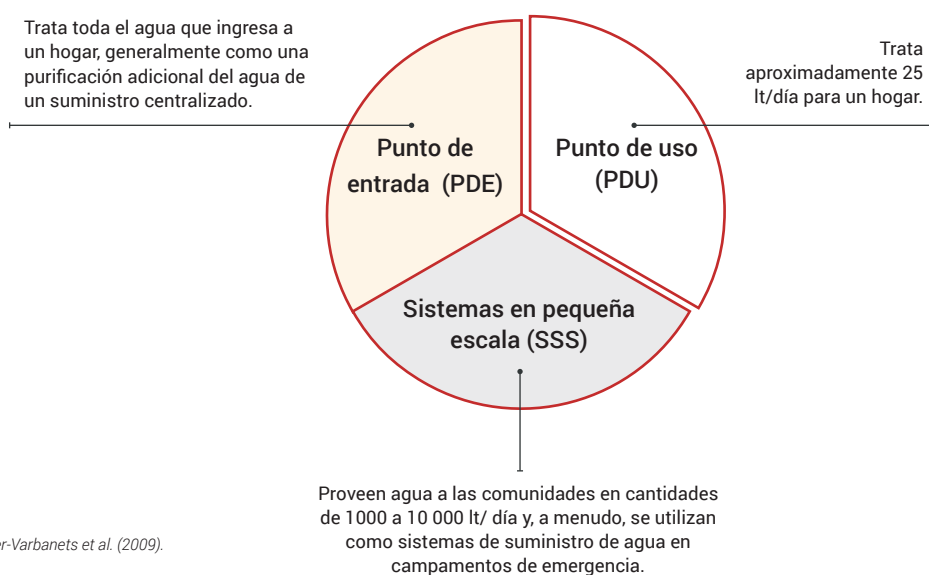 Trata toda el agua que ingresa a
un hogar, generalmente como una
purificación adicional del agua de
un suministro centralizado.
Trata
aproximadamente 25
lt/día para un hogar.
Punto de
entrada (PDE)
Punto de uso
(PDU)
Sistemas en pequeña
escala (SSS)
Proveen agua a las comunidades en cantidades
de 1000 a 10 000 lt/ día y, a menudo, se utilizan
como sistemas de suministro de agua en
campamentos de emergencia.
er-Varbanets et al. (2009).